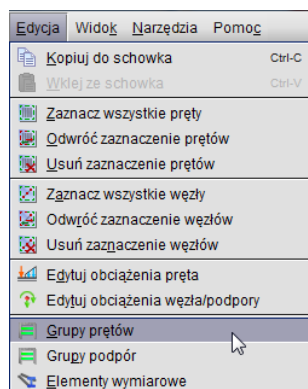 Edycja Widok Narzędzia Pomoc
Kopiuj do schowka Ctrl-C
Wklej ze schowka Ctrl-V
Zaznacz wszystkie pręty
Odwróć zaznaczenie prętów
Usuń zaznaczenie prętów
Zaznacz wszystkie węzły
Odwróć zaznaczenie węzłów
Usuń zaznaczenie węzłów
Edytuj obciążenia pręta
Edytuj obciążenia węzła/podpory
Grupy prętów
Grupy podpór
Elementy wymiarowe